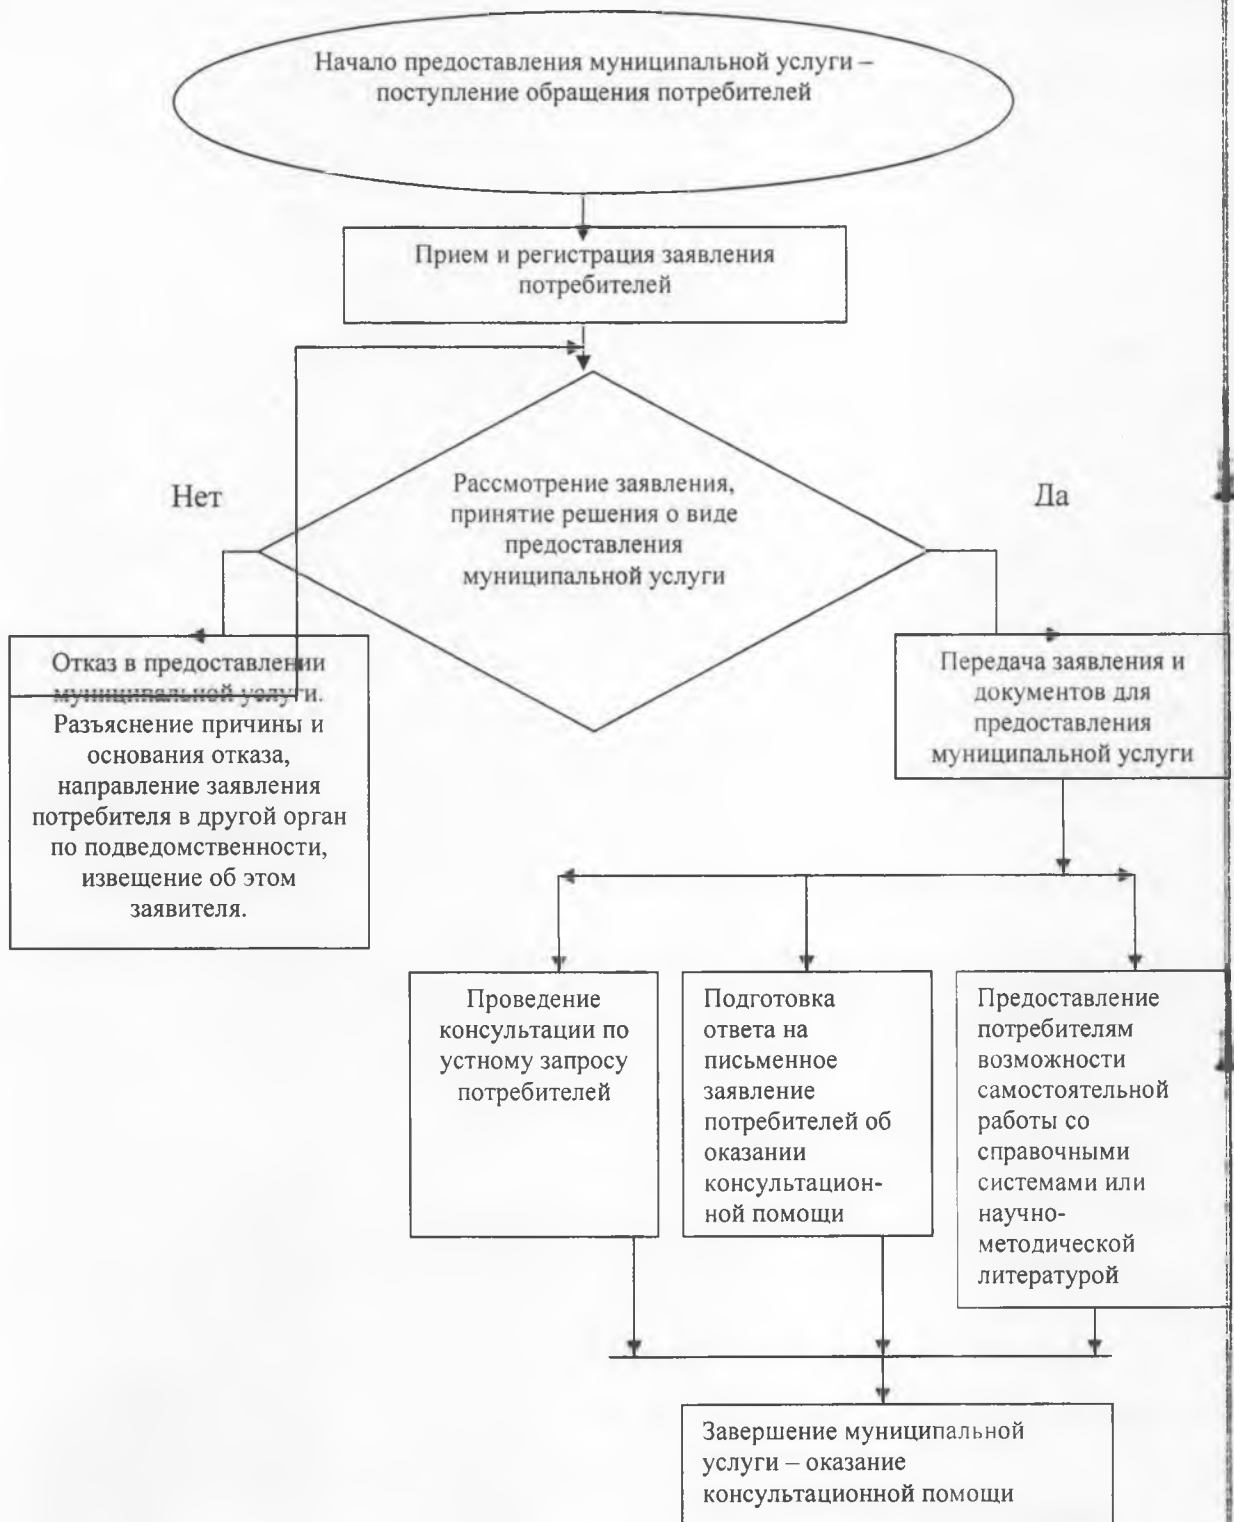 Начало предоставления муниципальной услуги –
поступление обращения потребителей
Прием и регистрация заявления
потребителей
Нет
Рассмотрение заявления,
принятие решения о виде
предоставления
муниципальной услуги
Да
Отказ в предоставлении
муниципальной услуги.
Разъяснение причины и
основания отказа,
направление заявления
потребителя в другой орган
по подведомственности,
извещение об этом
заявителя.
Передача заявления и
документов для
предоставления
муниципальной услуги
Проведение
консультации по
устному запросу
потребителей
Подготовка
ответа на
письменное
заявление
потребителей об
оказании
консультацион-
ной помощи
Предоставление
потребителям
возможности
самостоятельной
работы со
справочными
системами или
научно-
методической
литературой
Завершение муниципальной
услуги – оказание
консультационной помощи